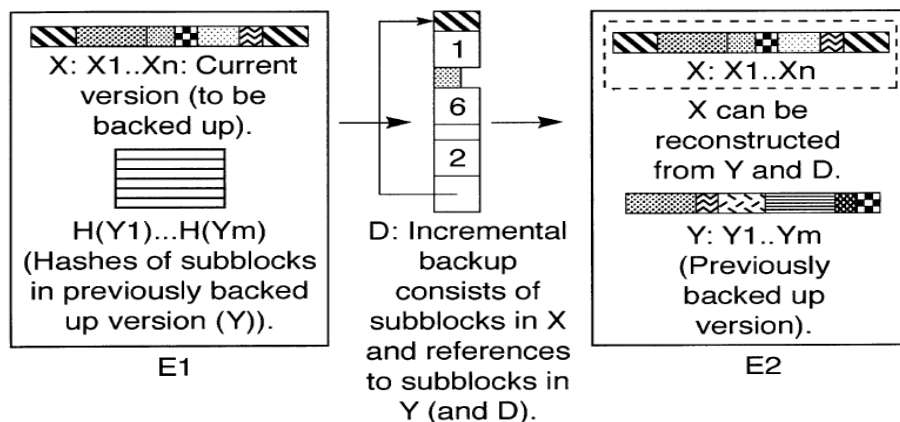 X: X1..Xn: Current
version (to be
backed up).
H(Y1)...H(Ym)
(Hashes of subblocks
in previously backed
up version (Y)).
E1
1
6
2
D: Incremental
backup
consists of
subblocks in X
and references
to subblocks in
Y (and D).
X: X1..Xn
X can be
reconstructed
from Y and D.
Y: Y1..Ym
(Previously
backed up
version).
E2